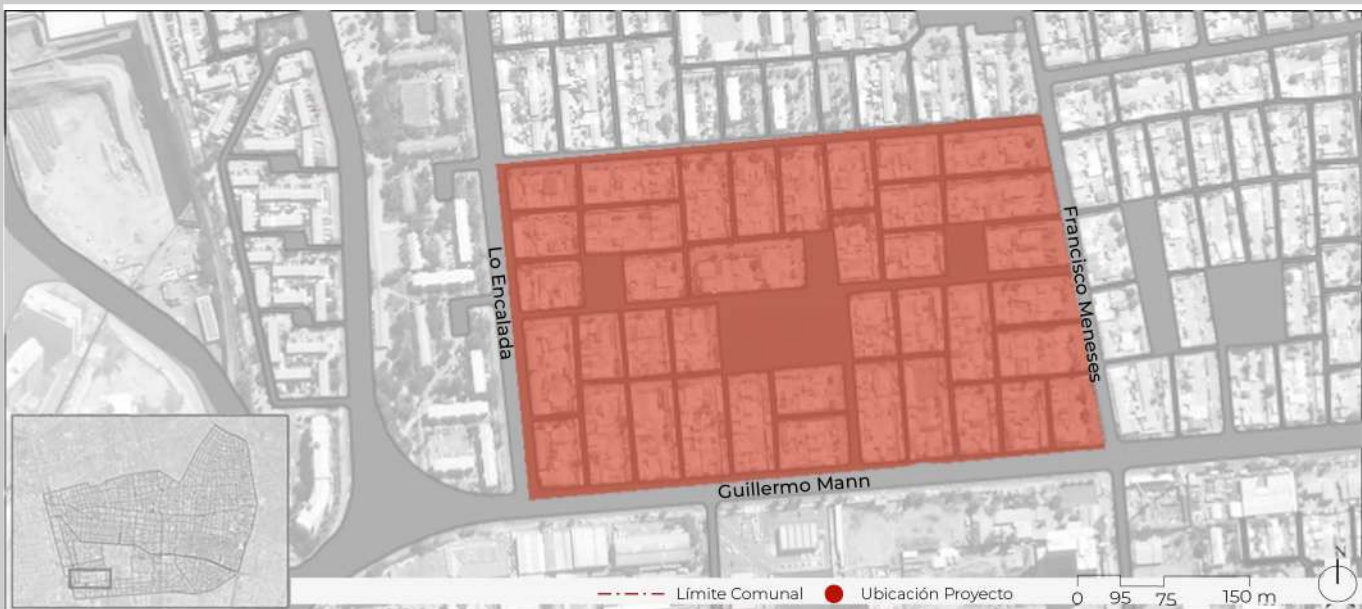 Lo Encalada
Francisco Meneses
Guillermo Mann
Límite Comunal
Ubicación Proyecto
0 95 75 150 m
N